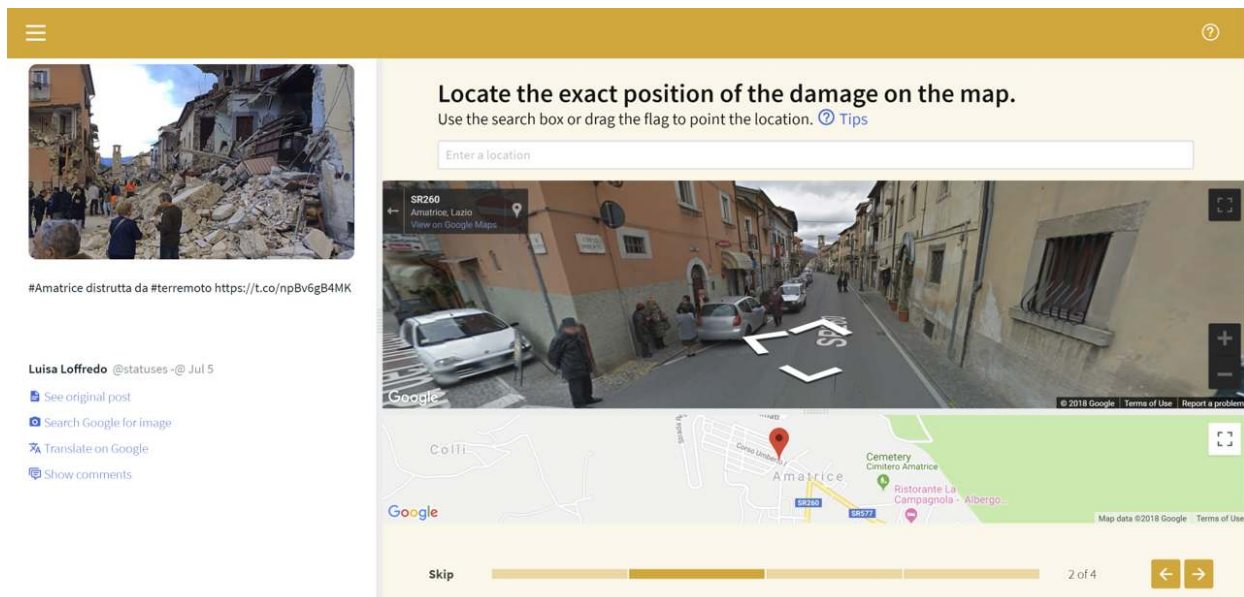 Locate the exact position of the damage on the map.
Use the search box or drag the flag to point the location. Tips
Enter a location
#Amatrice distrutta da #terremoto https://t.co/npBv6gB4MK
Luisa Loffredo @statuses -@ Jul 5
See original post
Search Google for image
Translate on Google
Show comments
SR260
Amatrice, Lazio
View on Google Maps
Google
© 2018 Google Terms of Use Report a problem
Colli
Corso Umberto I
Amatrice
Cemetery
Cimitero Amatrice
Ristorante La
Campagnola - Albergo...
SR260
SR577
Google
Map data ©2018 Google Terms of Use
Skip
2 of 4